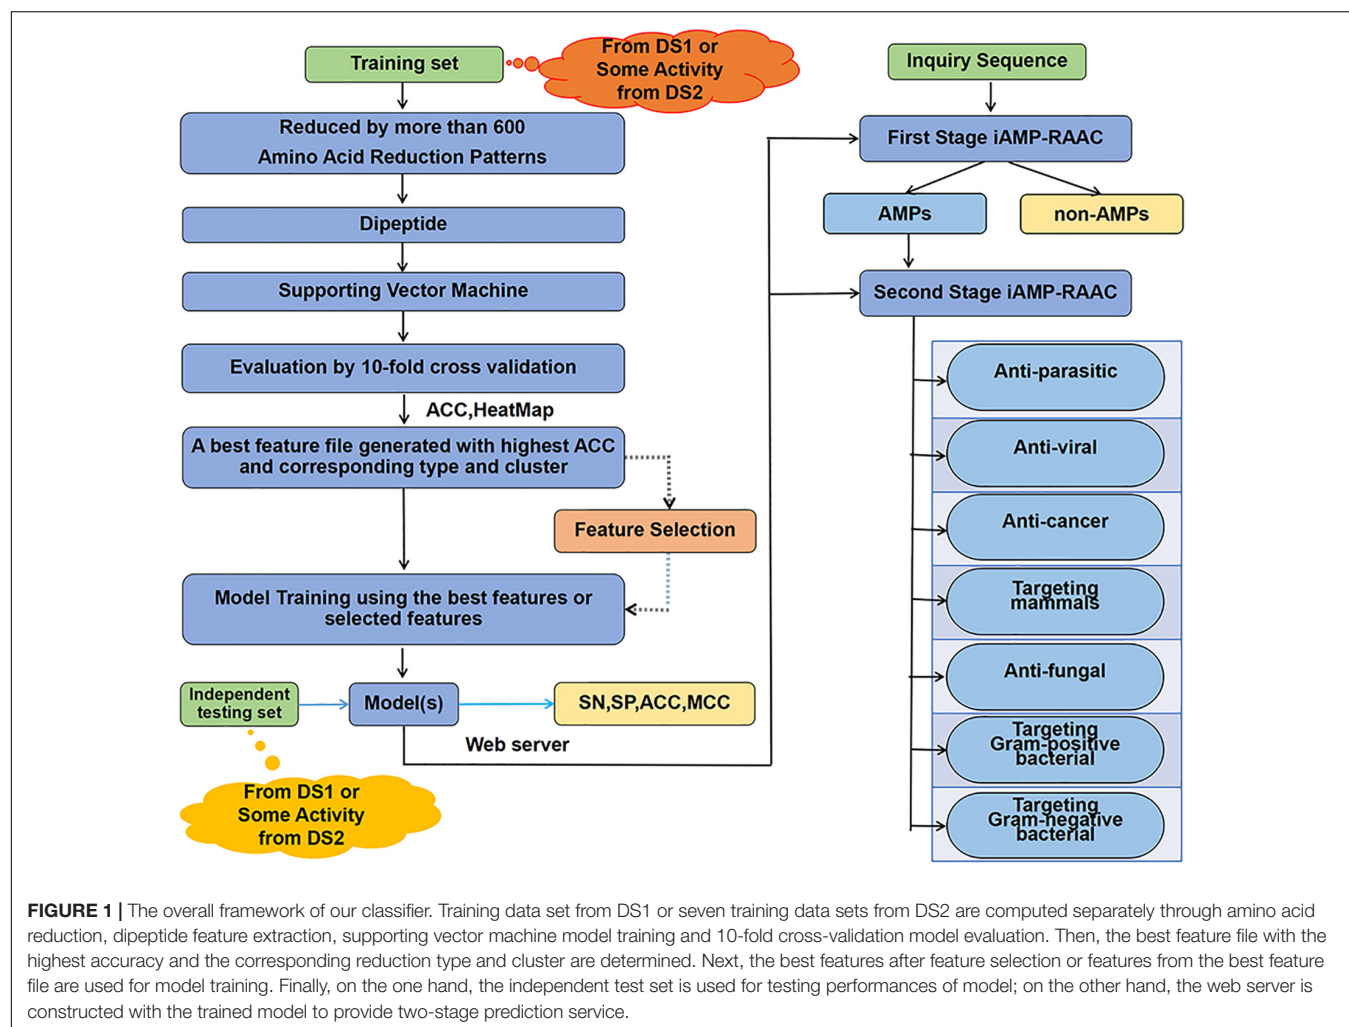 Training set
From DS1 or
Some Activity
from DS2
Reduced by more than 600
Amino Acid Reduction Patterns
Dipeptide
Supporting Vector Machine
Evaluation by 10-fold cross validation
ACC,HeatMap
A best feature file generated with highest ACC
and corresponding type and cluster
Feature Selection
Model Training using the best features or
selected features
Independent
testing set
Model(s)
SN,SP,ACC,MCC
Web server
From DS1 or
Some Activity
from DS2
Inquiry Sequence
First Stage iAMP-RAAC
AMPs
non-AMPs
Second Stage iAMP-RAAC
Anti-parasitic
Anti-viral
Anti-cancer
Targeting
mammals
Anti-fungal
Targeting
Gram-positive
bacterial
Targeting
Gram-negative
bacterial
FIGURE 1 | The overall framework of our classifier. Training data set from DS1 or seven training data sets from DS2 are computed separately through amino acid
reduction, dipeptide feature extraction, supporting vector machine model training and 10-fold cross-validation model evaluation. Then, the best feature file with the
highest accuracy and the corresponding reduction type and cluster are determined. Next, the best features after feature selection or features from the best feature
file are used for model training. Finally, on the one hand, the independent test set is used for testing performances of model; on the other hand, the web server is
constructed with the trained model to provide two-stage prediction service.